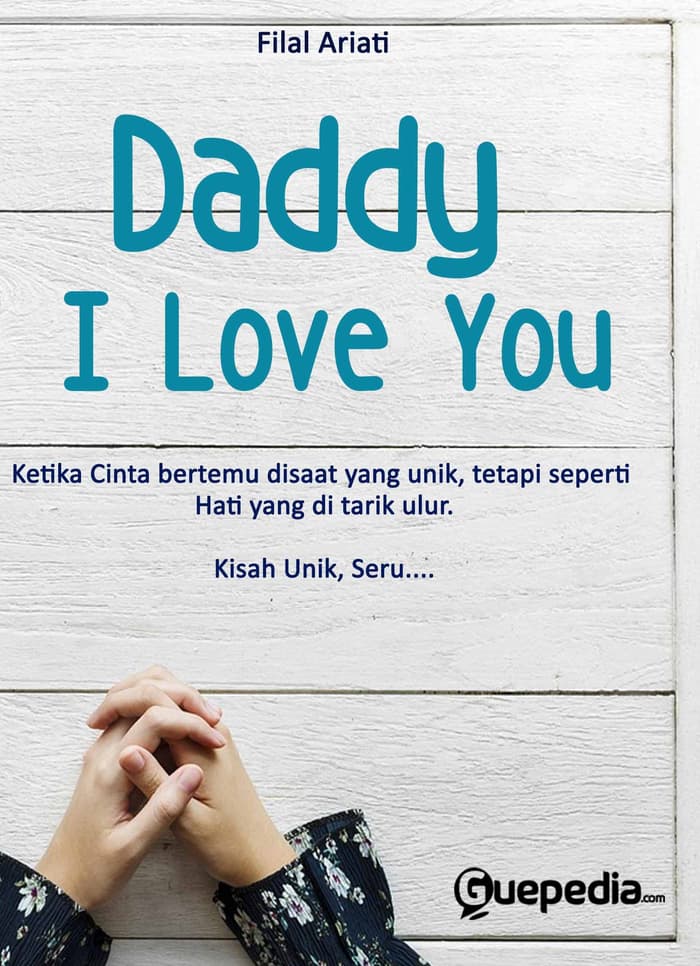 Filal Ariati
Daddy
I Love You
Ketika Cinta bertemu disaat yang unik, tetapi seperti
Hati yang di tarik ulur.
Kisah Unik, Seru....
Guepedia.com